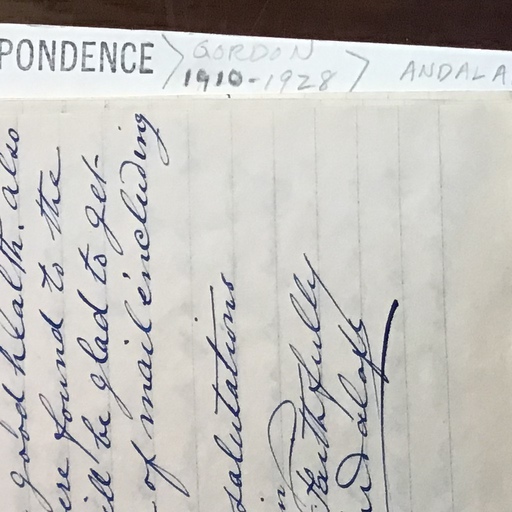 good health. also
ere found to the
ill be glad to get
of mail including
salutations
in
Faithfully
PONDENCE > GORDON
1910-1928 > ANDALA